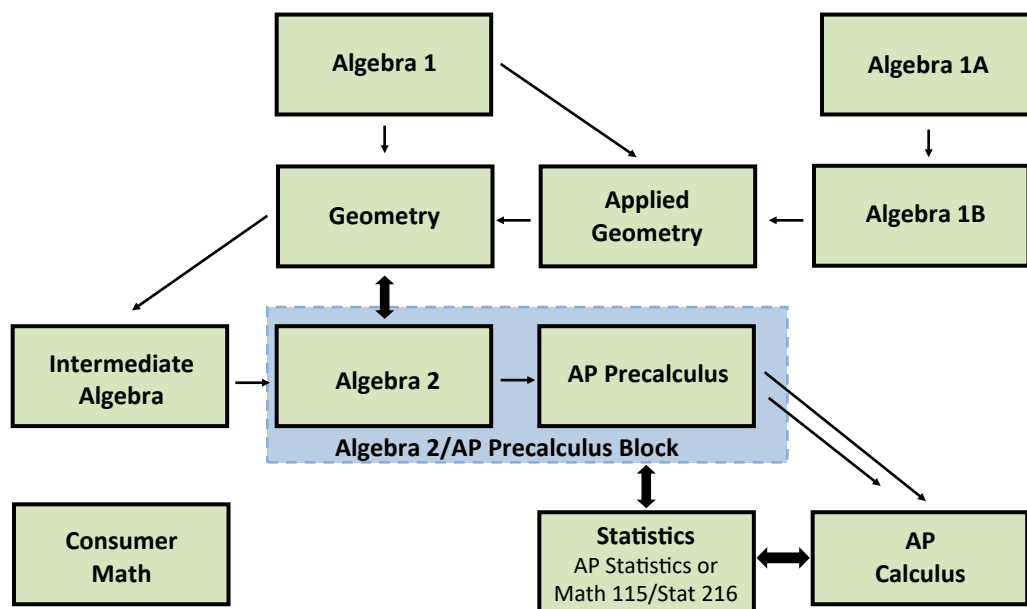 Algebra 1
Algebra 1A
Geometry
Applied
Geometry
Algebra 1B
Intermediate
Algebra
Algebra 2
AP Precalculus
Algebra 2/AP Precalculus Block
Consumer
Math
Statistics
AP Statistics or
Math 115/Stat 216
AP
Calculus